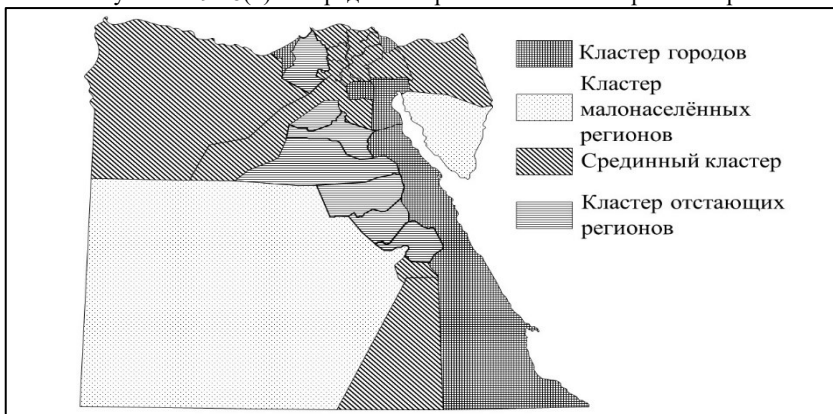 Кластер городов
Кластер
малонаселённых
регионов
Срединный кластер
Кластер отстающих
регионов